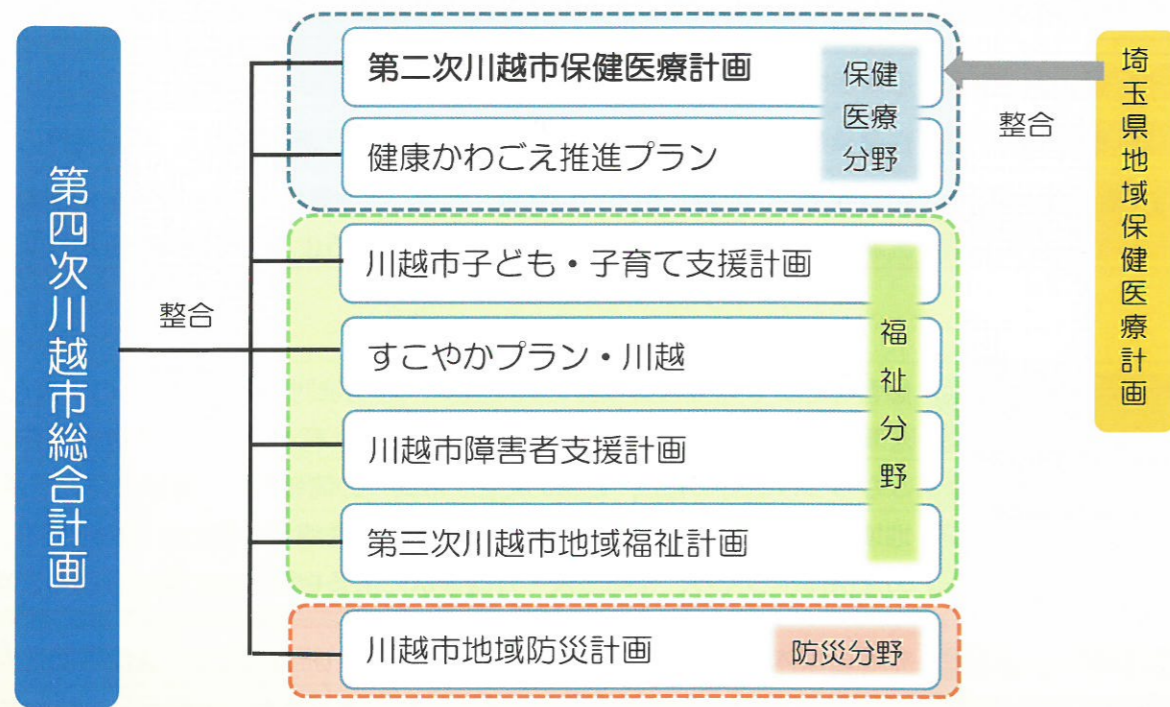 第四次川越市総合計画
整合
第二次川越市保健医療計画
健康かわごえ推進プラン
保健
医療
分野
川越市子ども・子育て支援計画
すこやかプラン・川越
川越市障害者支援計画
第三次川越市地域福祉計画
福祉分野
川越市地域防災計画
防災分野
整合
埼玉県地域保健医療計画